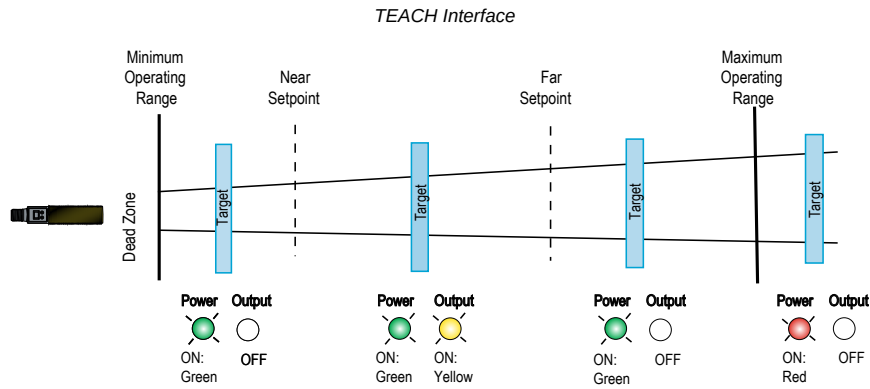 TEACH Interface
Minimum
Operating
Range
Near
Setpoint
Far
Setpoint
Maximum
Operating
Range
Dead Zone
Target
Target
Target
Target
Power Output
ON:
Green
OFF
Power Output
ON:
Green
ON:
Yellow
Power Output
ON:
Green
OFF
Power Output
ON:
Red
OFF